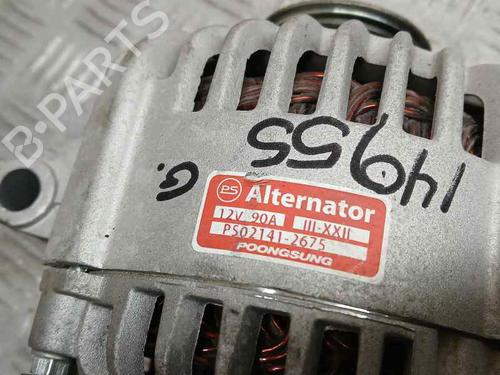 B-PARTS
14955
G.
PS Alternator
12V 90A III-XXII
PS02141-2675
POONGSUNG